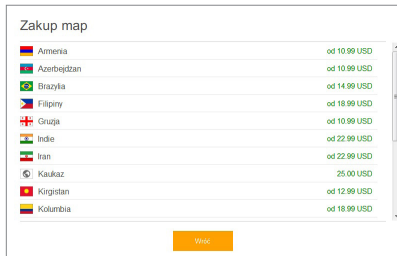 Zakup map
Armenia od 10.99 USD
Azerbejdżan od 10.99 USD
Brazylia od 14.99 USD
Filipiny od 18.99 USD
Gruzja od 10.99 USD
Indie od 22.99 USD
Iran od 22.99 USD
Kaukaz 25.00 USD
Kirgistan od 12.99 USD
Kolumbia od 18.99 USD
Wróć